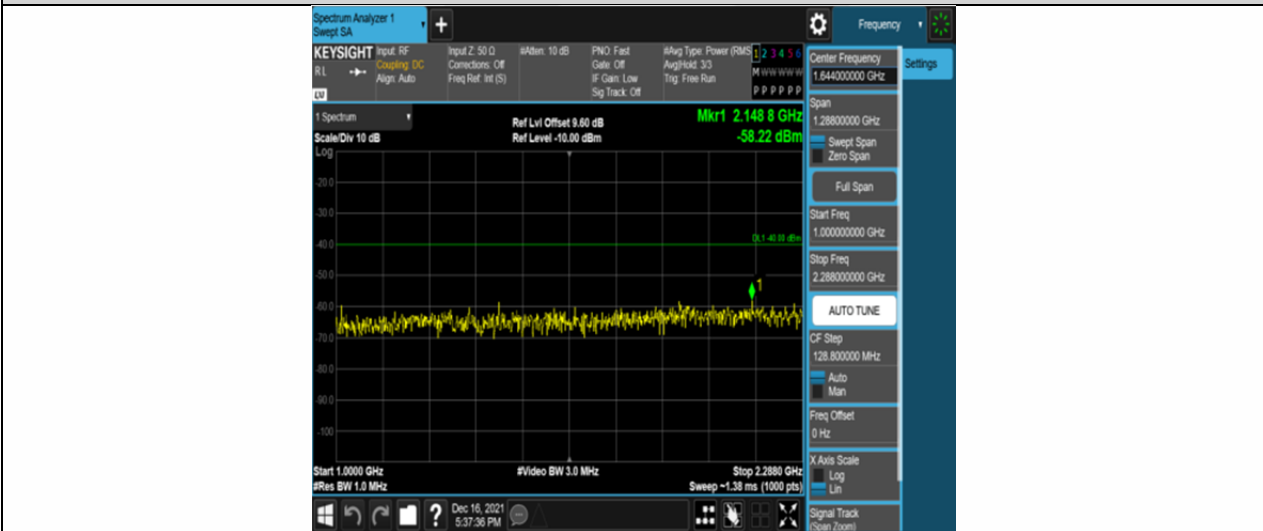 Spectrum Analyzer 1
Swept SA
+
Frequency
KEYSIGHT
RL
LXI
Input: RF
Coupling: DC
Align: Auto
Input Z: 50 Ω
Corrections: Off
Freq Ref: Int (S)
#Atten: 10 dB
PNO: Fast
Gate: Off
IF Gain: Low
Sig Track: Off
#Avg Type: Power (RMS
Avg|Hold: 3/3
Trig: Free Run
1 2 3 4 5 6
M W W W W W
P P P P P P
Center Frequency
1.644000000 GHz
Settings
Span
1.28800000 GHz
Swept Span
Zero Span
Full Span
Start Freq
1.000000000 GHz
Stop Freq
2.288000000 GHz
AUTO TUNE
CF Step
128.800000 MHz
Auto
Man
Freq Offset
0 Hz
X Axis Scale
Log
Lin
Signal Track
(Span Zoom)
1 Spectrum
Scale/Div 10 dB
Log
Ref Lvl Offset 9.60 dB
Ref Level -10.00 dBm
Mkr1 2.148 8 GHz
-58.22 dBm
-20.0
-30.0
-40.0
-50.0
-60.0
-70.0
-80.0
-90.0
-100
DL1 -40.00 dBm
1
Start 1.0000 GHz
#Res BW 1.0 MHz
#Video BW 3.0 MHz
Stop 2.2880 GHz
Sweep ~1.38 ms (1000 pts)
?
Dec 16, 2021
5:37:36 PM